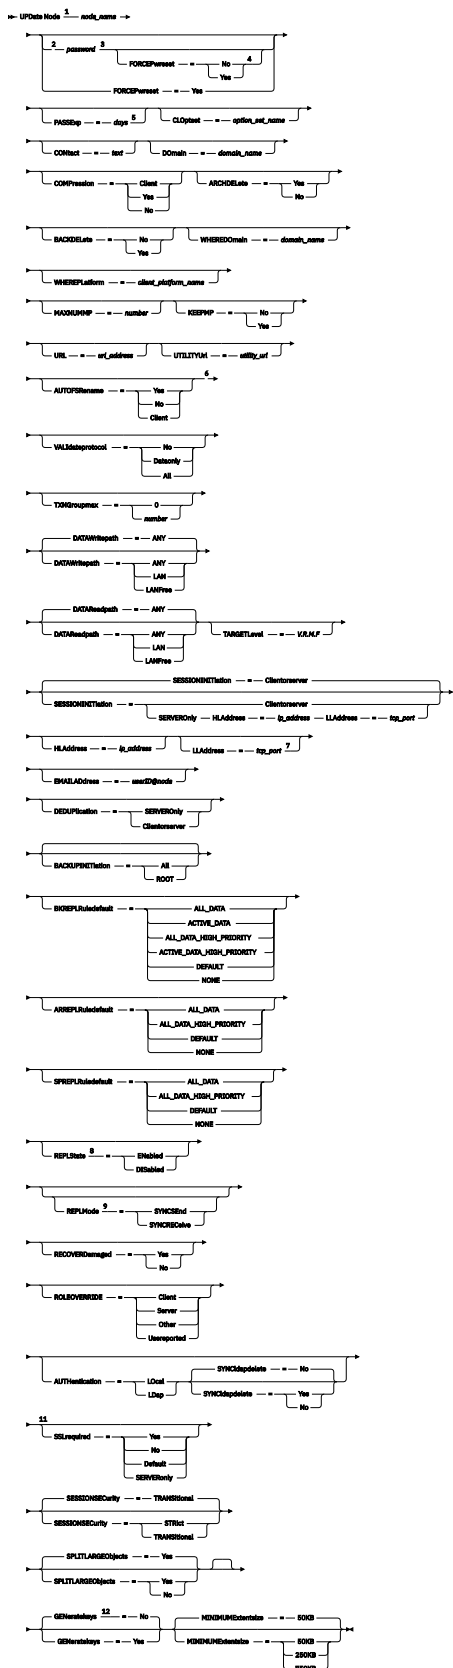 UPDate Node 1 node_name
2 password 3 FORCEPwreset = No 4
Yes
FORCEPwreset = Yes
PASSExp = days 5 CLOptset = option_set_name
CONtact = text DOmain = domain_name
COMPression = Client ARCHDELete = Yes
Yes No
No
BACKDELete = No WHEREDOmain = domain_name
Yes
WHEREPLatform = client_platform_name
MAXNUMMP = number KEEPMP = No
Yes
URL = url_address UTILITYUrl = utility_url
6
AUTOFSRename = Yes
No
Client
VALIdateprotocol = No
Dataonly
All
TXNGroupmax = 0
number
DATAWritepath = ANY
DATAWritepath = ANY
LAN
LANFree
DATAReadpath = ANY
DATAReadpath = ANY TARGETLevel = V.R.M.F
LAN
LANFree
SESSIONINITiation = Clientorserver
SESSIONINITiation = Clientorserver
SERVEROnly HLAddress = ip_address LLAddress = tcp_port
HLAddress = ip_address LLAddress = tcp_port 7
EMAILADdress = userID@node
DEDUPlication = SERVEROnly
Clientorserver
BACKUPINITiation = All
ROOT
BKREPLRuledefault = ALL_DATA
ACTIVE_DATA
ALL_DATA_HIGH_PRIORITY
ACTIVE_DATA_HIGH_PRIORITY
DEFAULT
NONE
ARREPLRuledefault = ALL_DATA
ALL_DATA_HIGH_PRIORITY
DEFAULT
NONE
SPREPLRuledefault = ALL_DATA
ALL_DATA_HIGH_PRIORITY
DEFAULT
NONE
REPLState 8 = ENabled
DISabled
REPLMode 9 = SYNCSEnd
SYNCRECeive
RECOVERDamaged = Yes
No
ROLEOVERRIDE = Client
Server
Other
Usereported
SYNCldapdelete = No
AUTHentication = LOcal SYNCldapdelete = Yes
LDap No
11
SSLrequired = Yes
No
Default
SERVERonly
SESSIONSECurity = TRANSitional
SESSIONSECurity = STRict
TRANSitional
SPLITLARGEObjects = Yes
SPLITLARGEObjects = Yes
No
GENeratekeys 12 = No MINIMUMExtentsize = 50KB
GENeratekeys = Yes MINIMUMExtentsize = 50KB
250KB